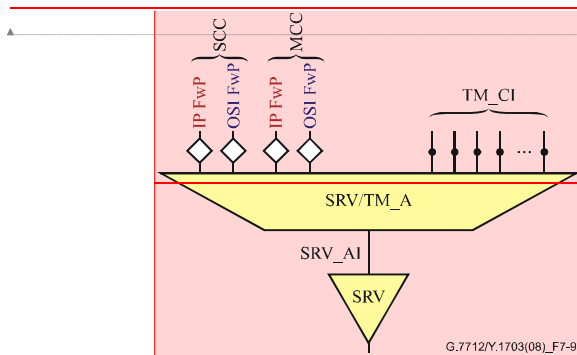 SCC
MCC
IP FwP
OSI FwP
IP FwP
OSI FwP
TM_CI
...
SRV/TM_A
SRV_AI
SRV
G.7712/Y.1703(08)_F7-9